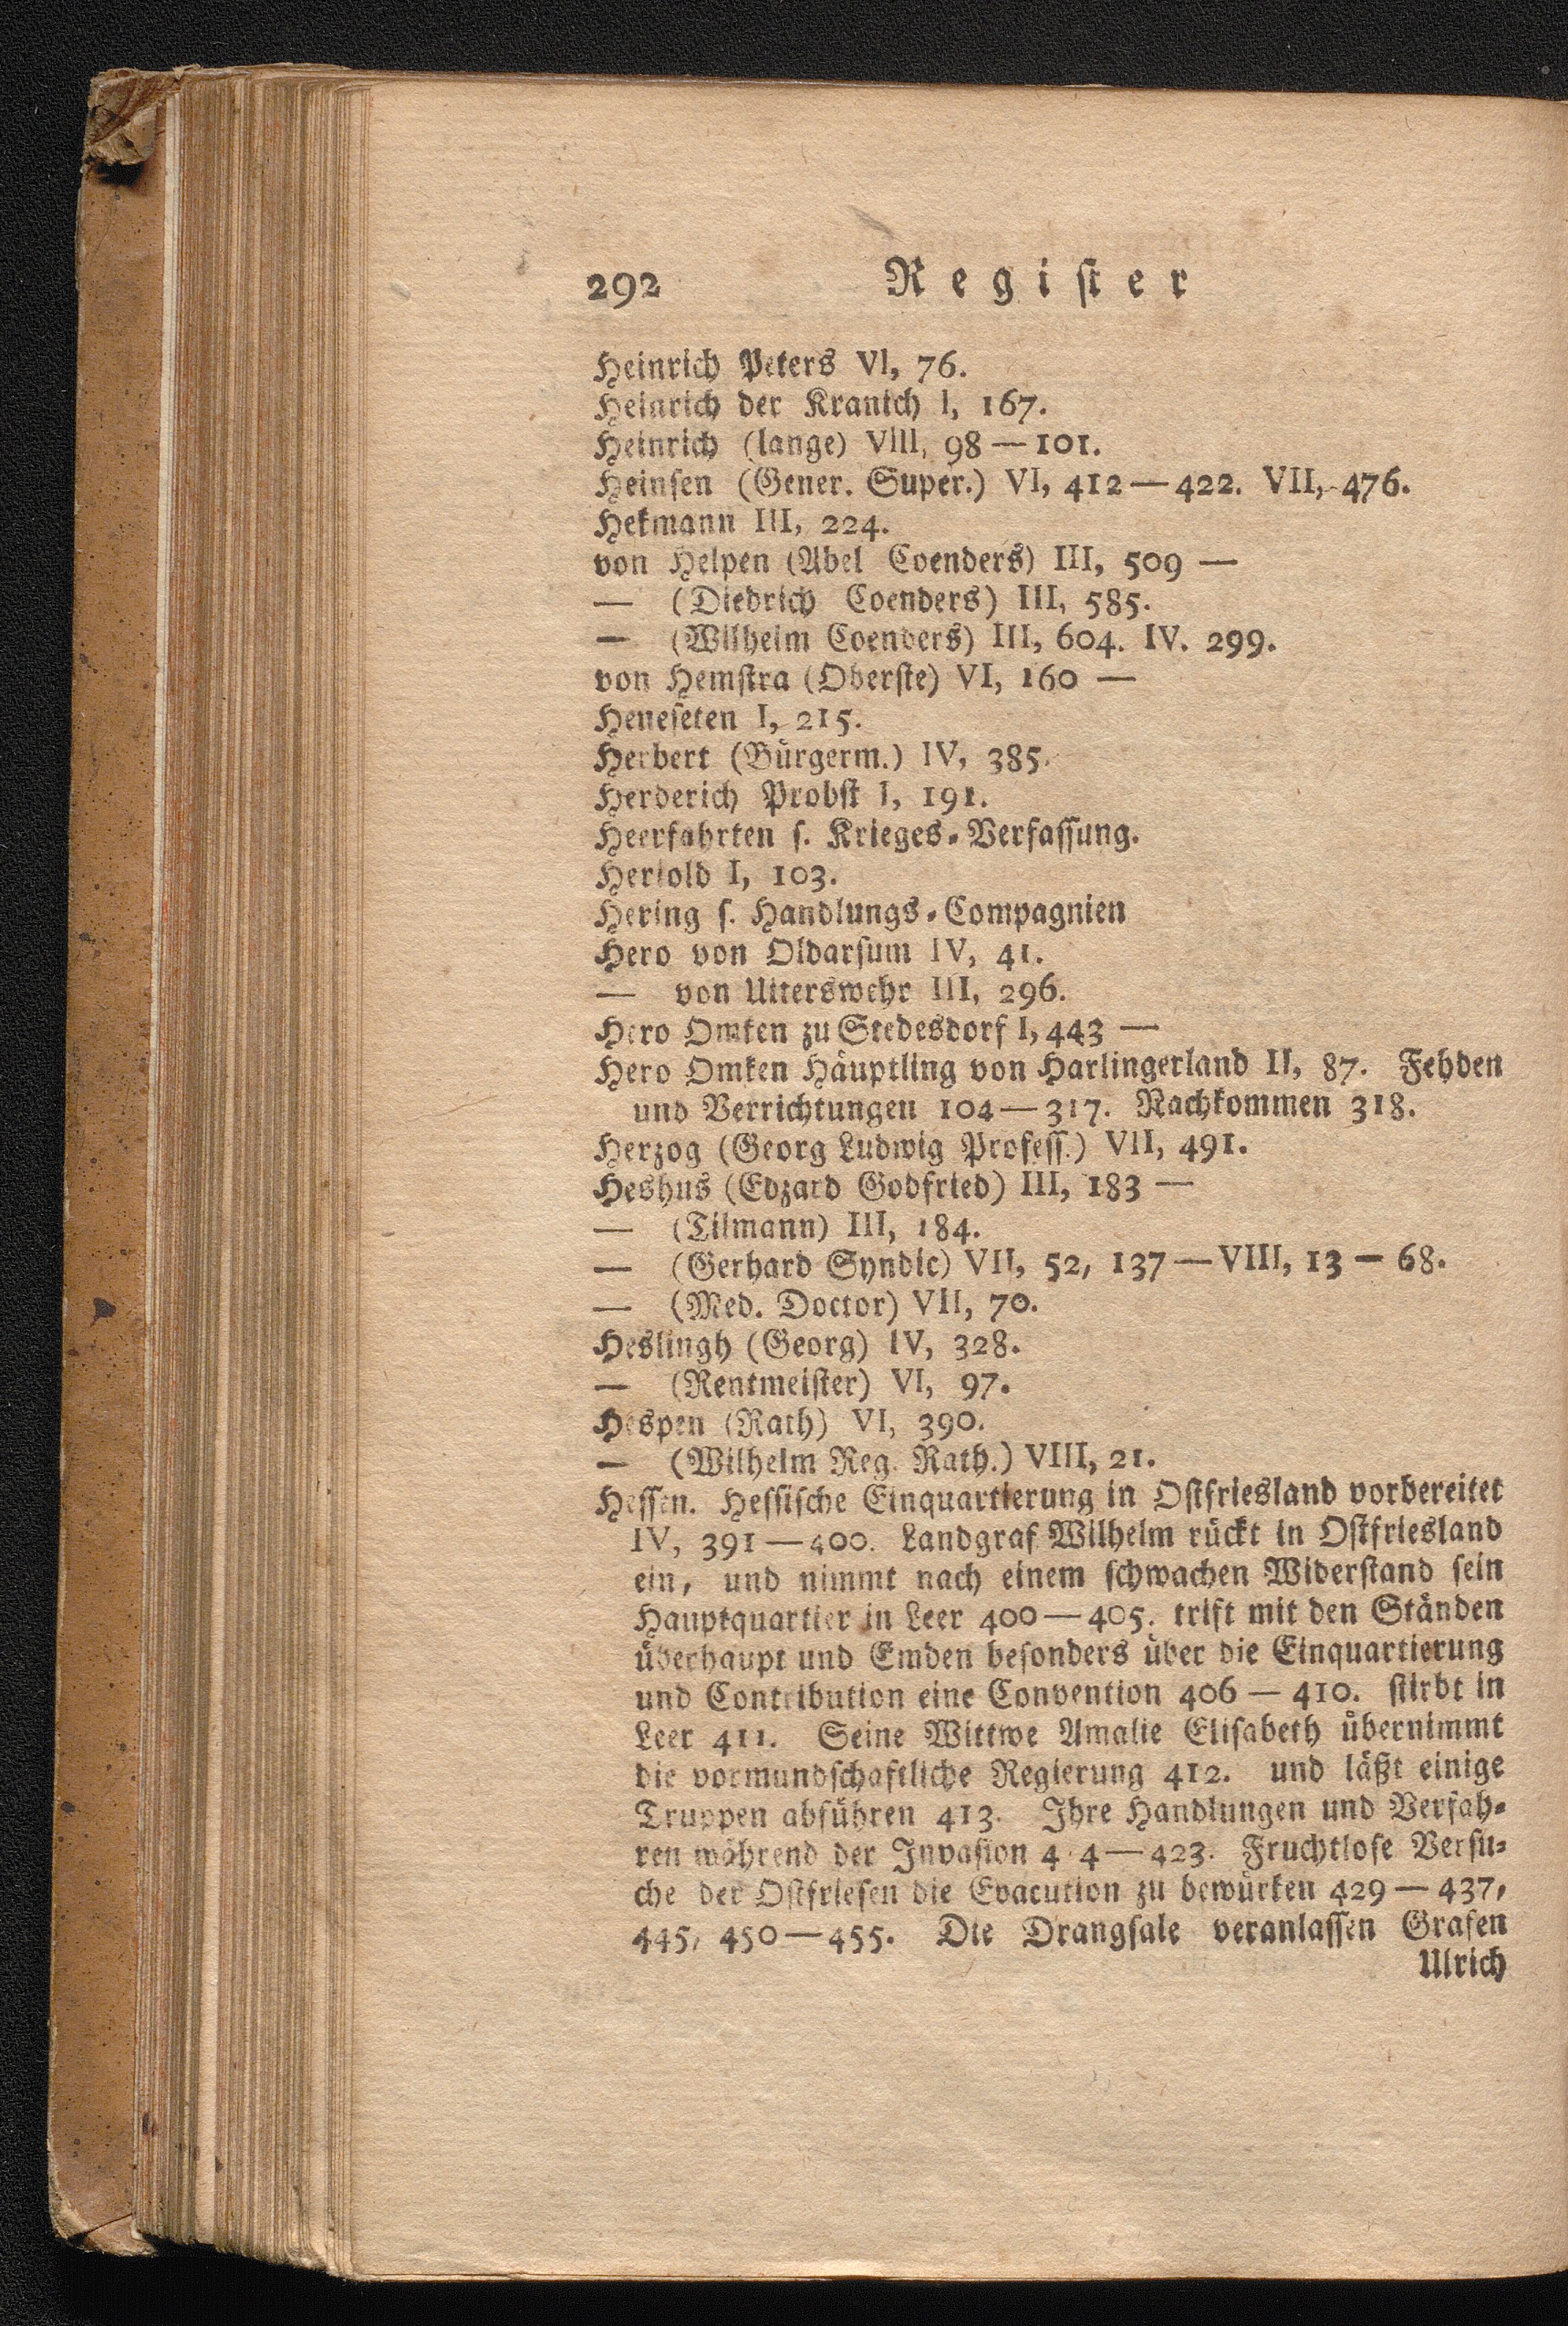 292 Regiſter
Heinrich Peters VI, 76.
Heinrich der Kranich I, 167.
Heinrich (lange) VIII, 98 — 101.
Heinſen (Gener. Super.) VI, 412 — 422. VII, 476.
Hekmann III, 224.
von Helpen (Abel Coenders) III, 509 —
— (Diedrich Coenders) III, 585.
— (Wilhelm Coenders) III, 604. IV. 299.
von Hemſtra (Oberſte) VI, 160 —
Heneſeten I, 215.
Herbert (Bürgerm.) IV, 385.
Herderich Probſt I, 191.
Heerfahrten ſ. Krieges-Verfaſſung.
Heriold I, 103.
Hering ſ. Handlungs-Compagnien
Hero von Oldarſum IV, 41.
— von Uiterswehr III, 296.
Hero Omken zu Stedesdorf I, 443 —
Hero Omken Häuptling von Harlingerland II, 87. Fehden
und Verrichtungen 104 — 317. Nachkommen 318.
Herzog (Georg Ludwig Profeſſ.) VII, 491.
Heshus (Edzard Godfried) III, 183 —
— (Tilmann) III, 184.
— (Gerhard Syndic) VII, 52, 137 — VIII, 13 — 68.
— (Med. Doctor) VII, 70.
Heslingh (Georg) IV, 328.
— (Rentmeiſter) VI, 97.
Hespen (Rath) VI, 390.
— (Wilhelm Reg. Rath.) VIII, 21.
Heſſen. Heſſiſche Einquartierung in Oſtfriesland vorbereitet
IV, 391 — 400. Landgraf Wilhelm rückt in Oſtfriesland
ein, und nimmt nach einem ſchwachen Widerſtand ſein
Hauptquartier in Leer 400 — 405. trift mit den Ständen
überhaupt und Emden beſonders über die Einquartierung
und Contribution eine Convention 406 — 410. ſtirbt in
Leer 411. Seine Wittwe Amalie Eliſabeth übernimmt
die vormundſchaftliche Regierung 412. und läßt einige
Truppen abführen 413. Ihre Handlungen und Verfah-
ren während der Invaſion 4 4 — 423. Fruchtloſe Verſu-
che der Oſtfrieſen die Evacution zu bewürken 429 — 437,
445, 450 — 455. Die Drangſale veranlaſſen Grafen
Ulrich